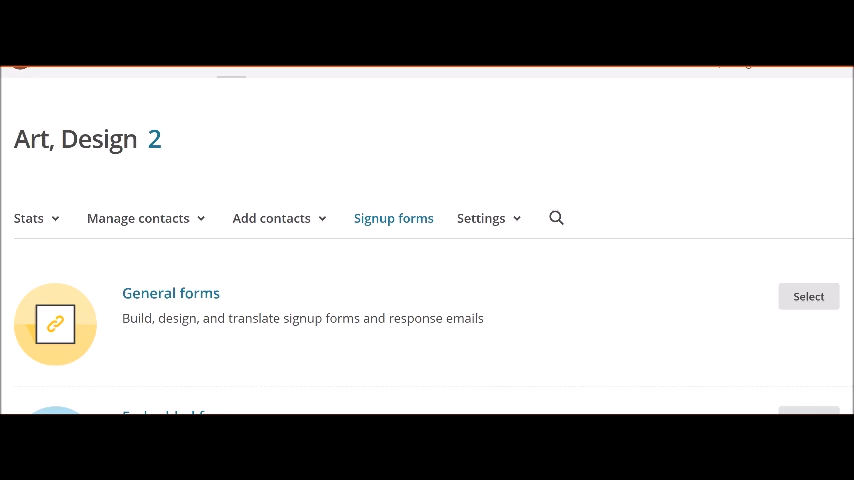 Art, Design 2
Stats Manage contacts Add contacts Signup forms Settings
General forms
Select
Build, design, and translate signup forms and response emails